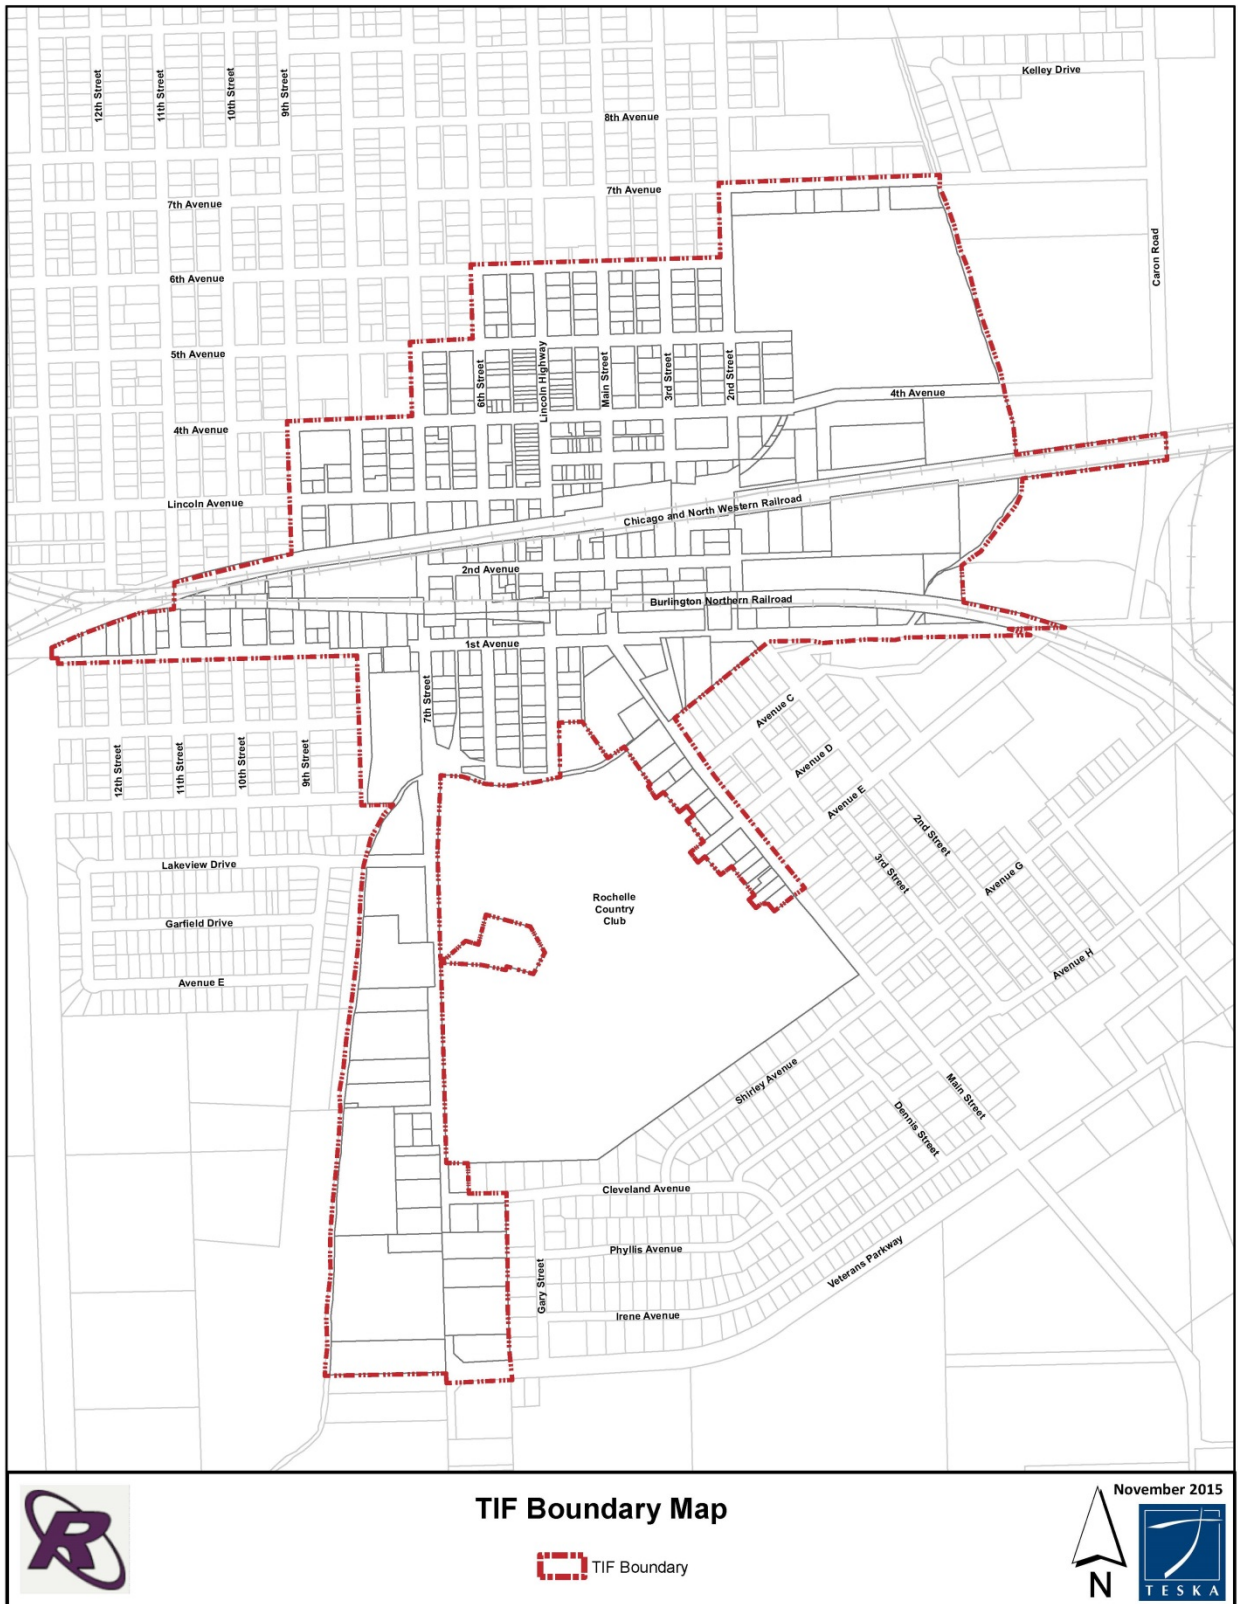 Kelley Drive
12th Street
11th Street
10th Street
9th Street
8th Avenue
7th Avenue
7th Avenue
Caron Road
6th Avenue
5th Avenue
6th Street
Lincoln Highway
Main Street
3rd Street
2nd Street
4th Avenue
4th Avenue
Lincoln Avenue
Chicago and North Western Railroad
2nd Avenue
Burlington Northern Railroad
1st Avenue
7th Street
Avenue C
12th Street
11th Street
10th Street
9th Street
Avenue D
Avenue E
2nd Street
3rd Street
Lakeview Drive
Avenue G
Rochelle
Country
Club
Garfield Drive
Avenue H
Avenue E
Shirley Avenue
Main Street
Dennis Street
Cleveland Avenue
Phyllis Avenue
Veterans Parkway
Gary Street
Irene Avenue
R
TIF Boundary Map
TIF Boundary
November 2015
N
TESKA